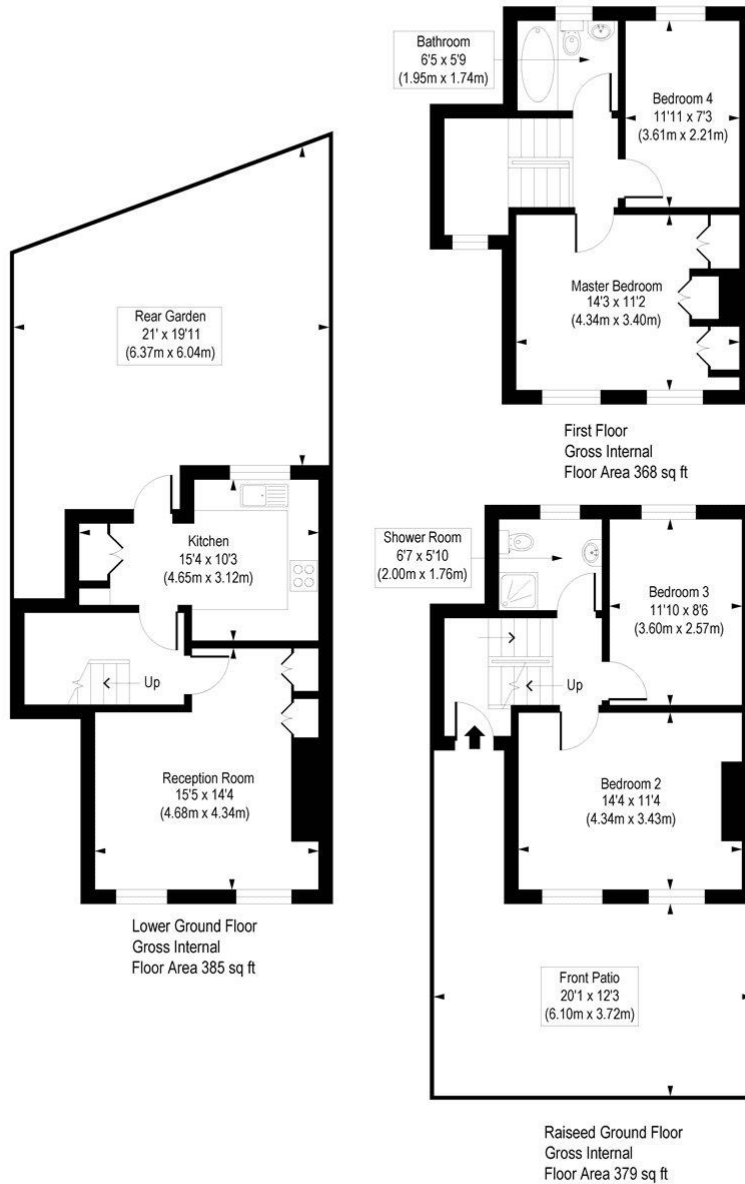 Bathroom
6'5 x 5'9
(1.95m x 1.74m)
Bedroom 4
11'11 x 7'3
(3.61m x 2.21m)
Master Bedroom
14'3 x 11'2
(4.34m x 3.40m)
First Floor
Gross Internal
Floor Area 368 sq ft
Rear Garden
21' x 19'11
(6.37m x 6.04m)
Kitchen
15'4 x 10'3
(4.65m x 3.12m)
Up
Reception Room
15'5 x 14'4
(4.68m x 4.34m)
Lower Ground Floor
Gross Internal
Floor Area 385 sq ft
Shower Room
6'7 x 5'10
(2.00m x 1.76m)
Bedroom 3
11'10 x 8'6
(3.60m x 2.57m)
Up
Bedroom 2
14'4 x 11'4
(4.34m x 3.43m)
Front Patio
20'1 x 12'3
(6.10m x 3.72m)
Raiseed Ground Floor
Gross Internal
Floor Area 379 sq ft